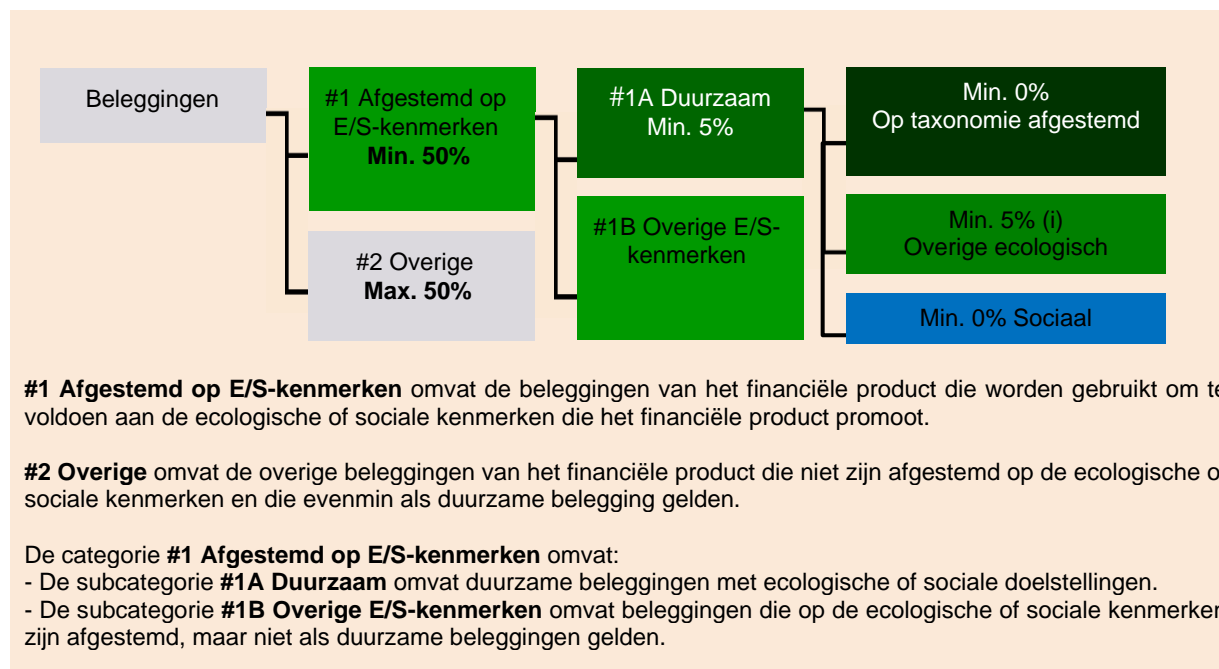 Beleggingen
#1 Afgestemd op
E/S-kenmerken
Min. 50%
#2 Overige
Max. 50%
#1A Duurzaam
Min. 5%
#1B Overige E/S-
kenmerken
Min. 0%
Op taxonomie afgestemd
Min. 5% (i)
Overige ecologisch
Min. 0% Sociaal
#1 Afgestemd op E/S-kenmerken omvat de beleggingen van het financiële product die worden gebruikt om te
voldoen aan de ecologische of sociale kenmerken die het financiële product promoot.
#2 Overige omvat de overige beleggingen van het financiële product die niet zijn afgestemd op de ecologische o
sociale kenmerken en die evenmin als duurzame belegging gelden.
De categorie #1 Afgestemd op E/S-kenmerken omvat:
- De subcategorie #1A Duurzaam omvat duurzame beleggingen met ecologische of sociale doelstellingen.
- De subcategorie #1B Overige E/S-kenmerken omvat beleggingen die op de ecologische of sociale kenmerken
zijn afgestemd, maar niet als duurzame beleggingen gelden.